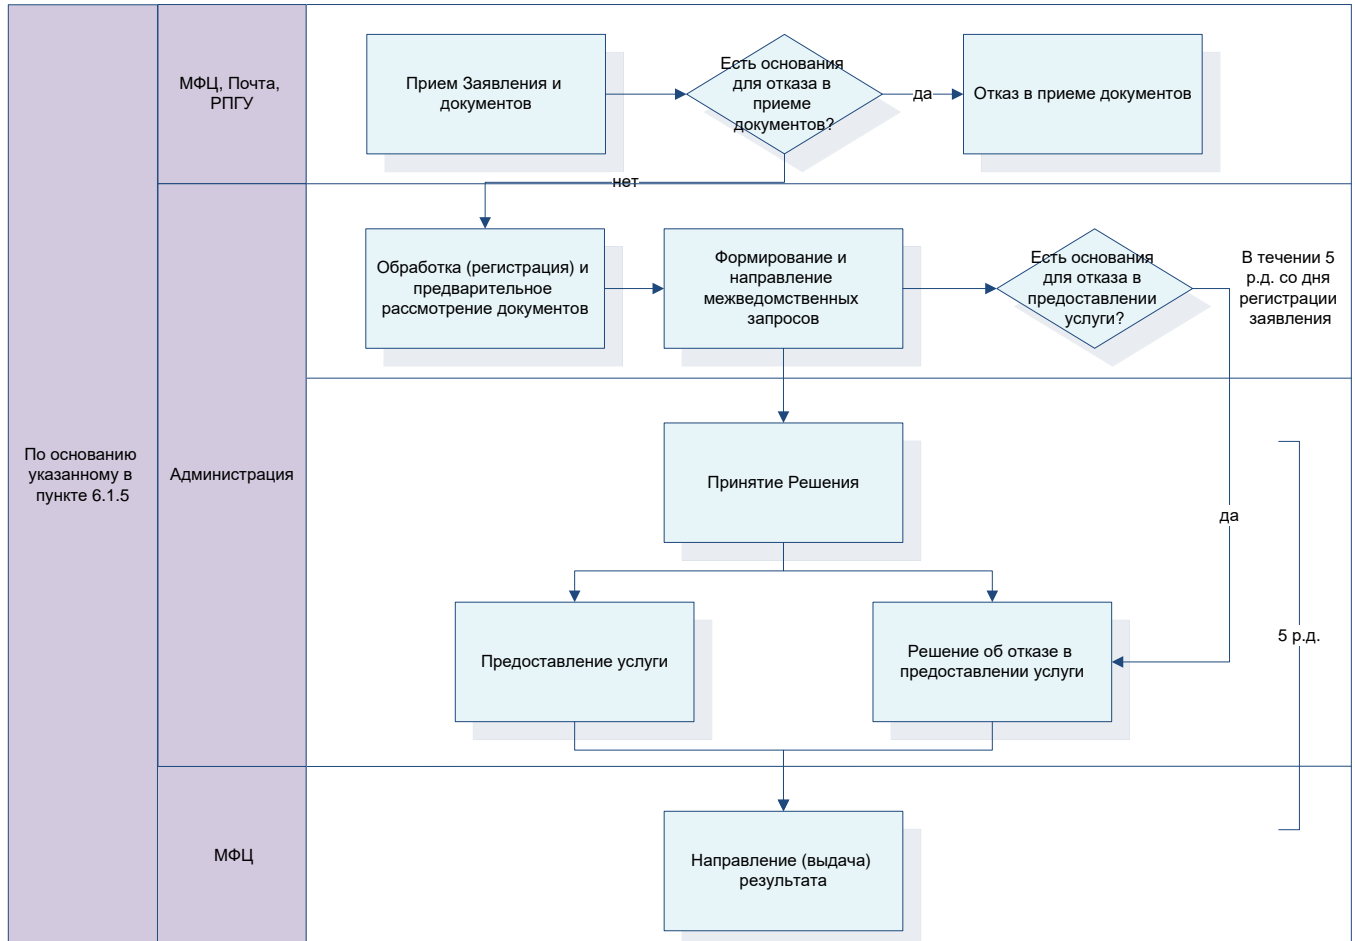 По основанию
указанному в
пункте 6.1.5
МФЦ, Почта,
РПГУ
Прием Заявления и
документов
Есть основания
для отказа в
приеме
документов?
да
Отказ в приеме документов
нет
Администрация
Обработка (регистрация) и
предварительное
рассмотрение документов
Формирование и
направление
межведомственных
запросов
Есть основания
для отказа в
предоставлении
услуги?
В течении 5
р.д. со дня
регистрации
заявления
Принятие Решения
да
Предоставление услуги
Решение об отказе в
предоставлении услуги
5 р.д.
МФЦ
Направление (выдача)
результата